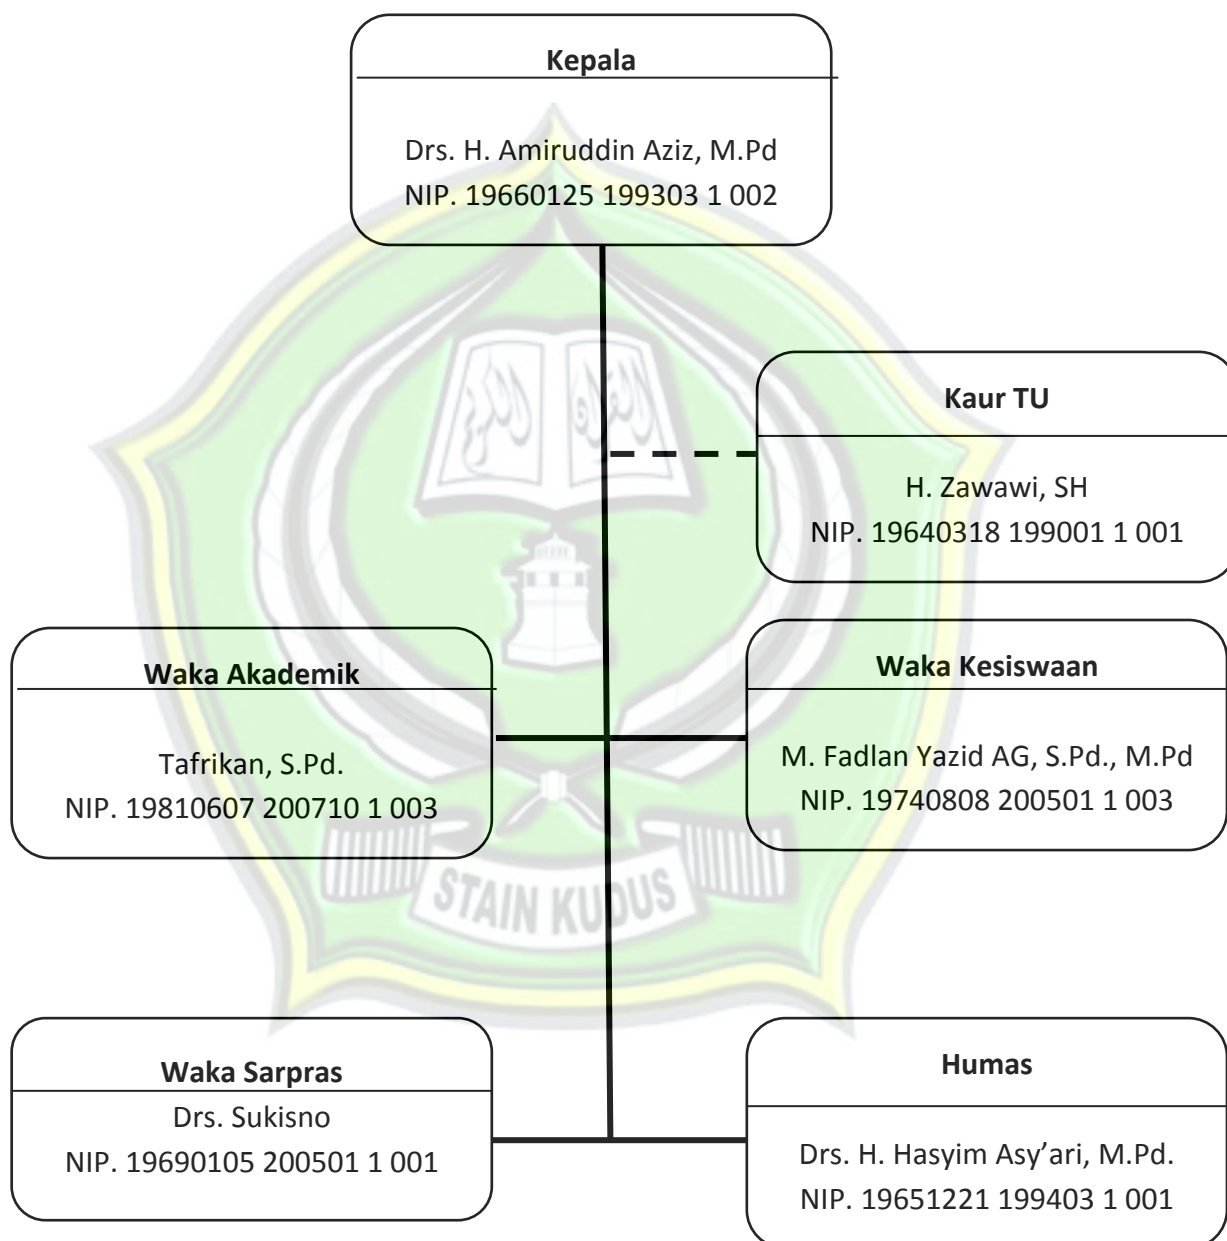 Kepala
Drs. H. Amiruddin Aziz, M.Pd
NIP. 19660125 199303 1 002
Kaur TU
H. Zawawi, SH
NIP. 19640318 199001 1 001
Waka Akademik
Tafrikan, S.Pd.
NIP. 19810607 200710 1 003
Waka Kesiswaan
M. Fadlan Yazid AG, S.Pd., M.Pd
NIP. 19740808 200501 1 003
STAIN KUDUS
Waka Sarpras
Drs. Sukisno
NIP. 19690105 200501 1 001
Humas
Drs. H. Hasyim Asy’ari, M.Pd.
NIP. 19651221 199403 1 001